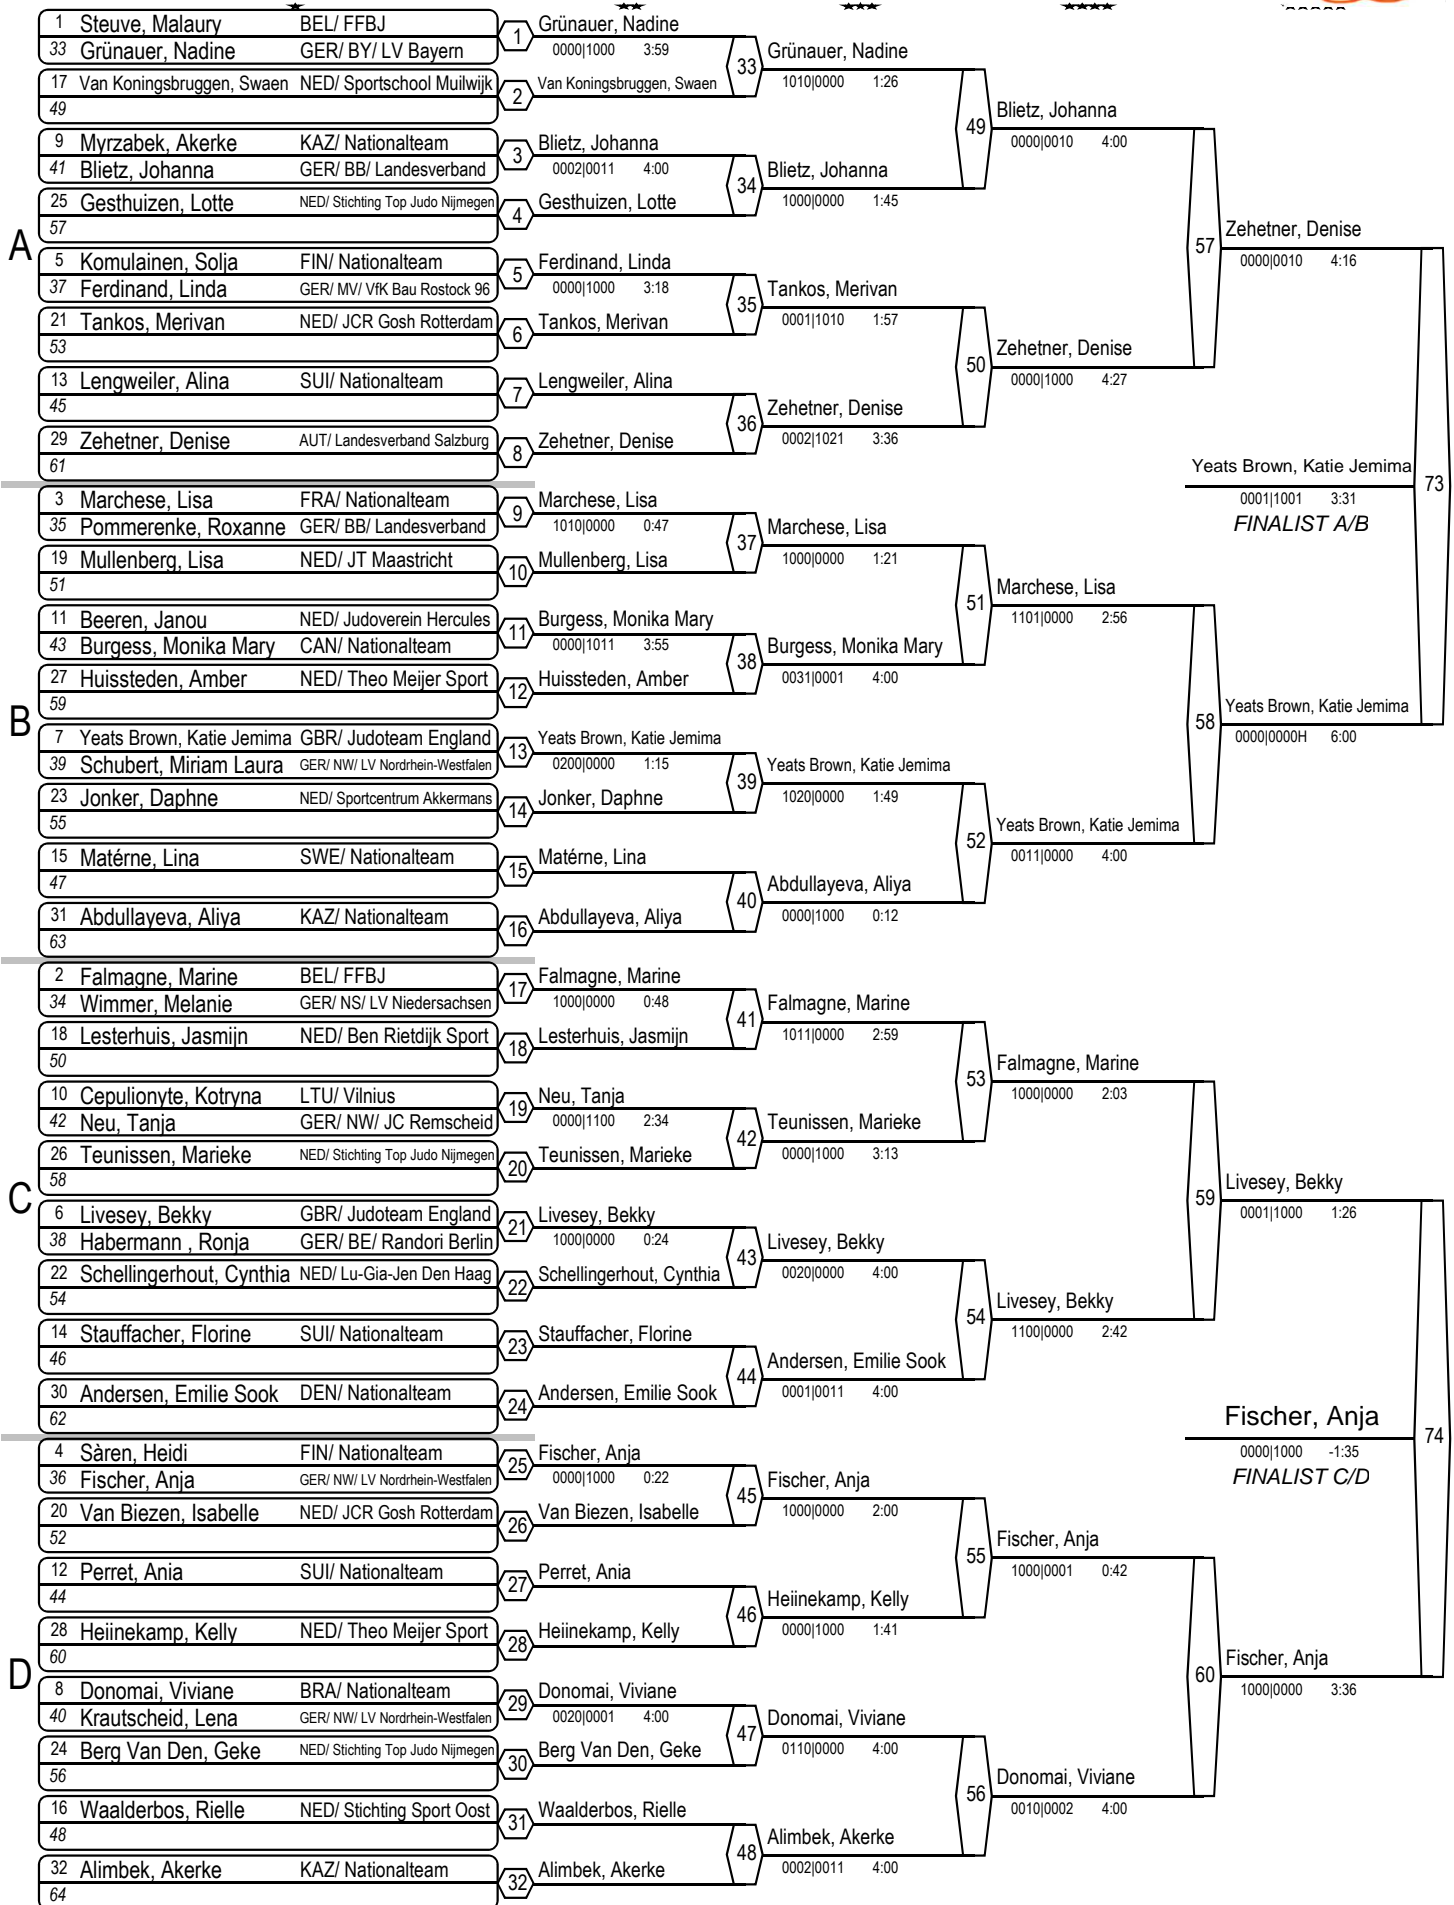 1 Steuve, Malaury BEL/ FFBJ
33 Grünauer, Nadine GER/ BY/ LV Bayern
1
Grünauer, Nadine
0000|1000 3:59
17 Van Koningsbruggen, Swaen NED/ Sportschool Muilwijk
49
2
Van Koningsbruggen, Swaen
33
Grünauer, Nadine
1010|0000 1:26
9 Myrzabek, Akerke KAZ/ Nationalteam
41 Blietz, Johanna GER/ BB/ Landesverband
3
Blietz, Johanna
0002|0011 4:00
25 Gesthuizen, Lotte NED/ Stichting Top Judo Nijmegen
57
4
Gesthuizen, Lotte
34
Blietz, Johanna
1000|0000 1:45
49
Blietz, Johanna
0000|0010 4:00
A
5 Komulainen, Solja FIN/ Nationalteam
37 Ferdinand, Linda GER/ MV/ VfK Bau Rostock 96
5
Ferdinand, Linda
0000|1000 3:18
21 Tankos, Merivan NED/ JCR Gosh Rotterdam
53
6
Tankos, Merivan
35
Tankos, Merivan
0001|1010 1:57
13 Lengweiler, Alina SUI/ Nationalteam
45
7
Lengweiler, Alina
29 Zehetner, Denise AUT/ Landesverband Salzburg
61
8
Zehetner, Denise
36
Zehetner, Denise
0002|1021 3:36
50
Zehetner, Denise
0000|1000 4:27
57
Zehetner, Denise
0000|0010 4:16
3 Marchese, Lisa FRA/ Nationalteam
35 Pommerenke, Roxanne GER/ BB/ Landesverband
9
Marchese, Lisa
1010|0000 0:47
19 Mullenberg, Lisa NED/ JT Maastricht
51
10
Mullenberg, Lisa
37
Marchese, Lisa
1000|0000 1:21
11 Beeren, Janou NED/ Judoverein Hercules
43 Burgess, Monika Mary CAN/ Nationalteam
11
Burgess, Monika Mary
0000|1011 3:55
27 Huissteden, Amber NED/ Theo Meijer Sport
59
12
Huissteden, Amber
38
Burgess, Monika Mary
0031|0001 4:00
51
Marchese, Lisa
1101|0000 2:56
B
7 Yeats Brown, Katie Jemima GBR/ Judoteam England
39 Schubert, Miriam Laura GER/ NW/ LV Nordrhein-Westfalen
13
Yeats Brown, Katie Jemima
0200|0000 1:15
23 Jonker, Daphne NED/ Sportcentrum Akkermans
55
14
Jonker, Daphne
39
Yeats Brown, Katie Jemima
1020|0000 1:49
15 Matérne, Lina SWE/ Nationalteam
47
15
Matérne, Lina
31 Abdullayeva, Aliya KAZ/ Nationalteam
63
16
Abdullayeva, Aliya
40
Abdullayeva, Aliya
0000|1000 0:12
52
Yeats Brown, Katie Jemima
0011|0000 4:00
58
Yeats Brown, Katie Jemima
0000|0000H 6:00
73
Yeats Brown, Katie Jemima
0001|1001 3:31
FINALIST A/B
2 Falmagne, Marine BEL/ FFBJ
34 Wimmer, Melanie GER/ NS/ LV Niedersachsen
17
Falmagne, Marine
1000|0000 0:48
18 Lesterhuis, Jasmijn NED/ Ben Rietdijk Sport
50
18
Lesterhuis, Jasmijn
41
Falmagne, Marine
1011|0000 2:59
10 Cepulionyte, Kotryna LTU/ Vilnius
42 Neu, Tanja GER/ NW/ JC Remscheid
19
Neu, Tanja
0000|1100 2:34
26 Teunissen, Marieke NED/ Stichting Top Judo Nijmegen
58
20
Teunissen, Marieke
42
Teunissen, Marieke
0000|1000 3:13
53
Falmagne, Marine
1000|0000 2:03
C
6 Livesey, Bekky GBR/ Judoteam England
38 Habermann , Ronja GER/ BE/ Randori Berlin
21
Livesey, Bekky
1000|0000 0:24
22 Schellingerhout, Cynthia NED/ Lu-Gia-Jen Den Haag
54
22
Schellingerhout, Cynthia
43
Livesey, Bekky
0020|0000 4:00
14 Stauffacher, Florine SUI/ Nationalteam
46
23
Stauffacher, Florine
30 Andersen, Emilie Sook DEN/ Nationalteam
62
24
Andersen, Emilie Sook
44
Andersen, Emilie Sook
0001|0011 4:00
54
Livesey, Bekky
1100|0000 2:42
59
Livesey, Bekky
0001|1000 1:26
4 Sàren, Heidi FIN/ Nationalteam
36 Fischer, Anja GER/ NW/ LV Nordrhein-Westfalen
25
Fischer, Anja
0000|1000 0:22
20 Van Biezen, Isabelle NED/ JCR Gosh Rotterdam
52
26
Van Biezen, Isabelle
45
Fischer, Anja
1000|0000 2:00
12 Perret, Ania SUI/ Nationalteam
44
27
Perret, Ania
28 Heiinekamp, Kelly NED/ Theo Meijer Sport
60
28
Heiinekamp, Kelly
46
Heiinekamp, Kelly
0000|1000 1:41
55
Fischer, Anja
1000|0001 0:42
D
8 Donomai, Viviane BRA/ Nationalteam
40 Krautscheid, Lena GER/ NW/ LV Nordrhein-Westfalen
29
Donomai, Viviane
0020|0001 4:00
24 Berg Van Den, Geke NED/ Stichting Top Judo Nijmegen
56
30
Berg Van Den, Geke
47
Donomai, Viviane
0110|0000 4:00
16 Waalderbos, Rielle NED/ Stichting Sport Oost
48
31
Waalderbos, Rielle
32 Alimbek, Akerke KAZ/ Nationalteam
64
32
Alimbek, Akerke
48
Alimbek, Akerke
0002|0011 4:00
56
Donomai, Viviane
0010|0002 4:00
60
Fischer, Anja
1000|0000 3:36
74
Fischer, Anja
0000|1000 -1:35
FINALIST C/D